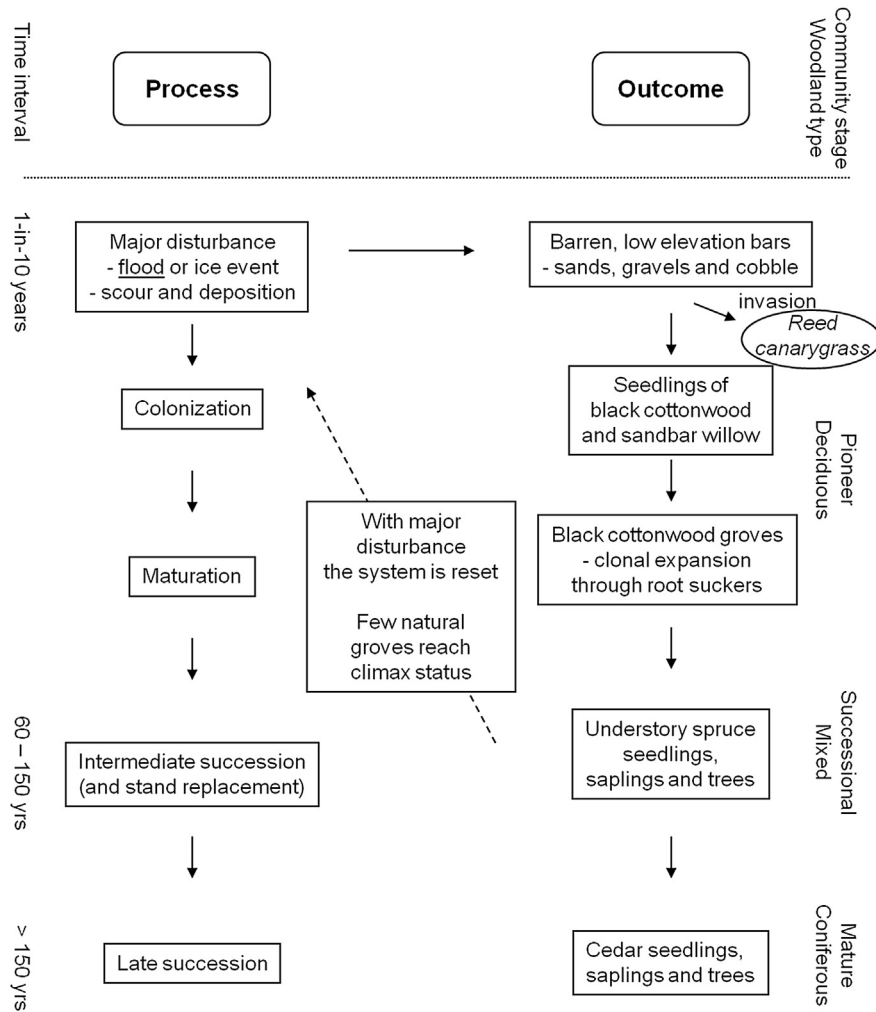 Time interval
Process
Outcome
Community stage
Woodland type
1-in-10 years
Major disturbance
- flood or ice event
- scour and deposition
Barren, low elevation bars
- sands, gravels and cobble
invasion
Reed
canarygrass
Colonization
Seedlings of
black cottonwood
and sandbar willow
Pioneer
Deciduous
With major
disturbance
the system is reset
Few natural
groves reach
climax status
Maturation
Black cottonwood groves
- clonal expansion
through root suckers
60 – 150 yrs
Intermediate succession
(and stand replacement)
Understory spruce
seedlings,
saplings and trees
Successional
Mixed
> 150 yrs
Late succession
Cedar seedlings,
saplings and trees
Mature
Coniferous